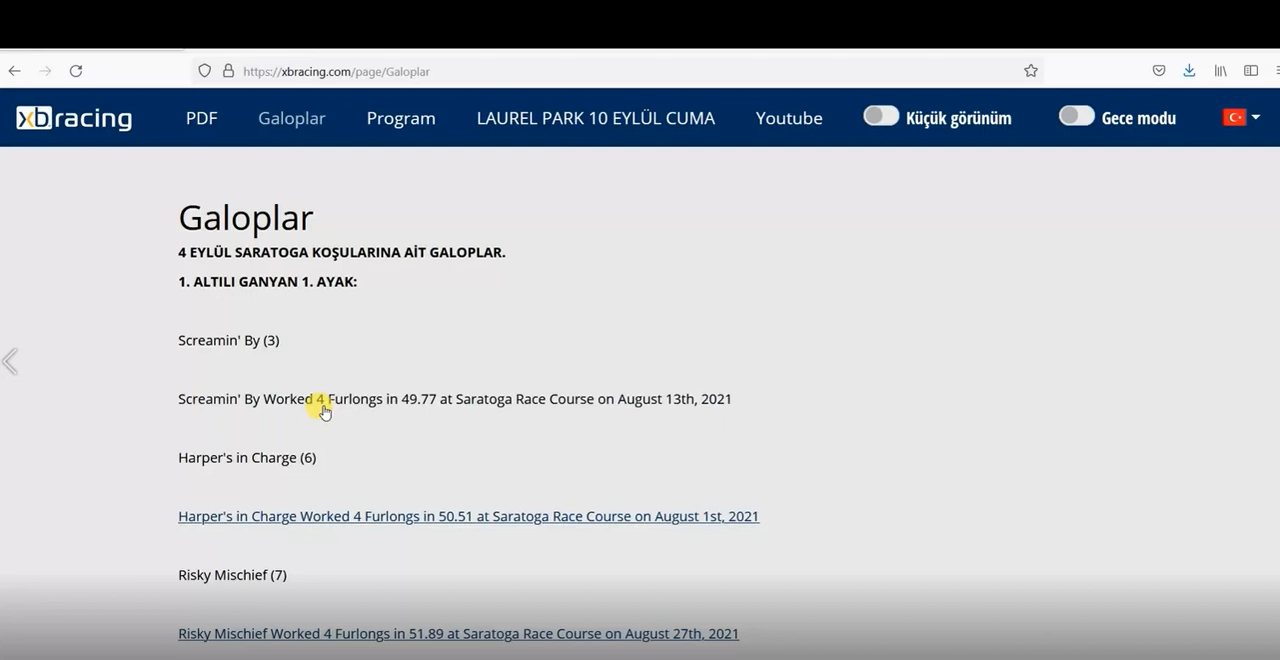 https://xbracing.com/page/Galoplar
xbracing PDF Galoplar Program LAUREL PARK 10 EYLÜL CUMA Youtube Küçük görünüm Gece modu
Galoplar
4 EYLÜL SARATOGA KOŞULARINA AİT GALOPLAR.
1. ALTILI GANYAN 1. AYAK:
Screamin' By (3)
Screamin' By Worked 4 Furlongs in 49.77 at Saratoga Race Course on August 13th, 2021
Harper's in Charge (6)
Harper's in Charge Worked 4 Furlongs in 50.51 at Saratoga Race Course on August 1st, 2021
Risky Mischief (7)
Risky Mischief Worked 4 Furlongs in 51.89 at Saratoga Race Course on August 27th, 2021